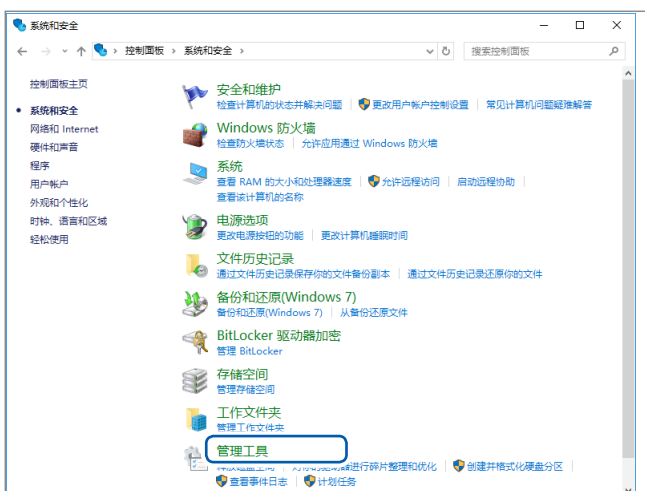 系统和安全
控制面板 › 系统和安全 ›
搜索控制面板
控制面板主页
系统和安全
网络和 Internet
硬件和声音
程序
用户帐户
外观和个性化
时钟、语言和区域
轻松使用
安全和维护
检查计算机的状态并解决问题 更改用户帐户控制设置 常见计算机问题疑难解答
Windows 防火墙
检查防火墙状态 允许应用通过 Windows 防火墙
系统
查看 RAM 的大小和处理器速度 允许远程访问 启动远程协助
查看该计算机的名称
电源选项
更改电源按钮的功能 更改计算机睡眠时间
文件历史记录
通过文件历史记录保存你的文件备份副本 通过文件历史记录还原你的文件
备份和还原(Windows 7)
备份和还原(Windows 7) 从备份还原文件
BitLocker 驱动器加密
管理 BitLocker
存储空间
管理存储空间
工作文件夹
管理工作文件夹
管理工具
释放磁盘空间 对你的驱动器进行碎片整理和优化 创建并格式化硬盘分区
查看事件日志 计划任务